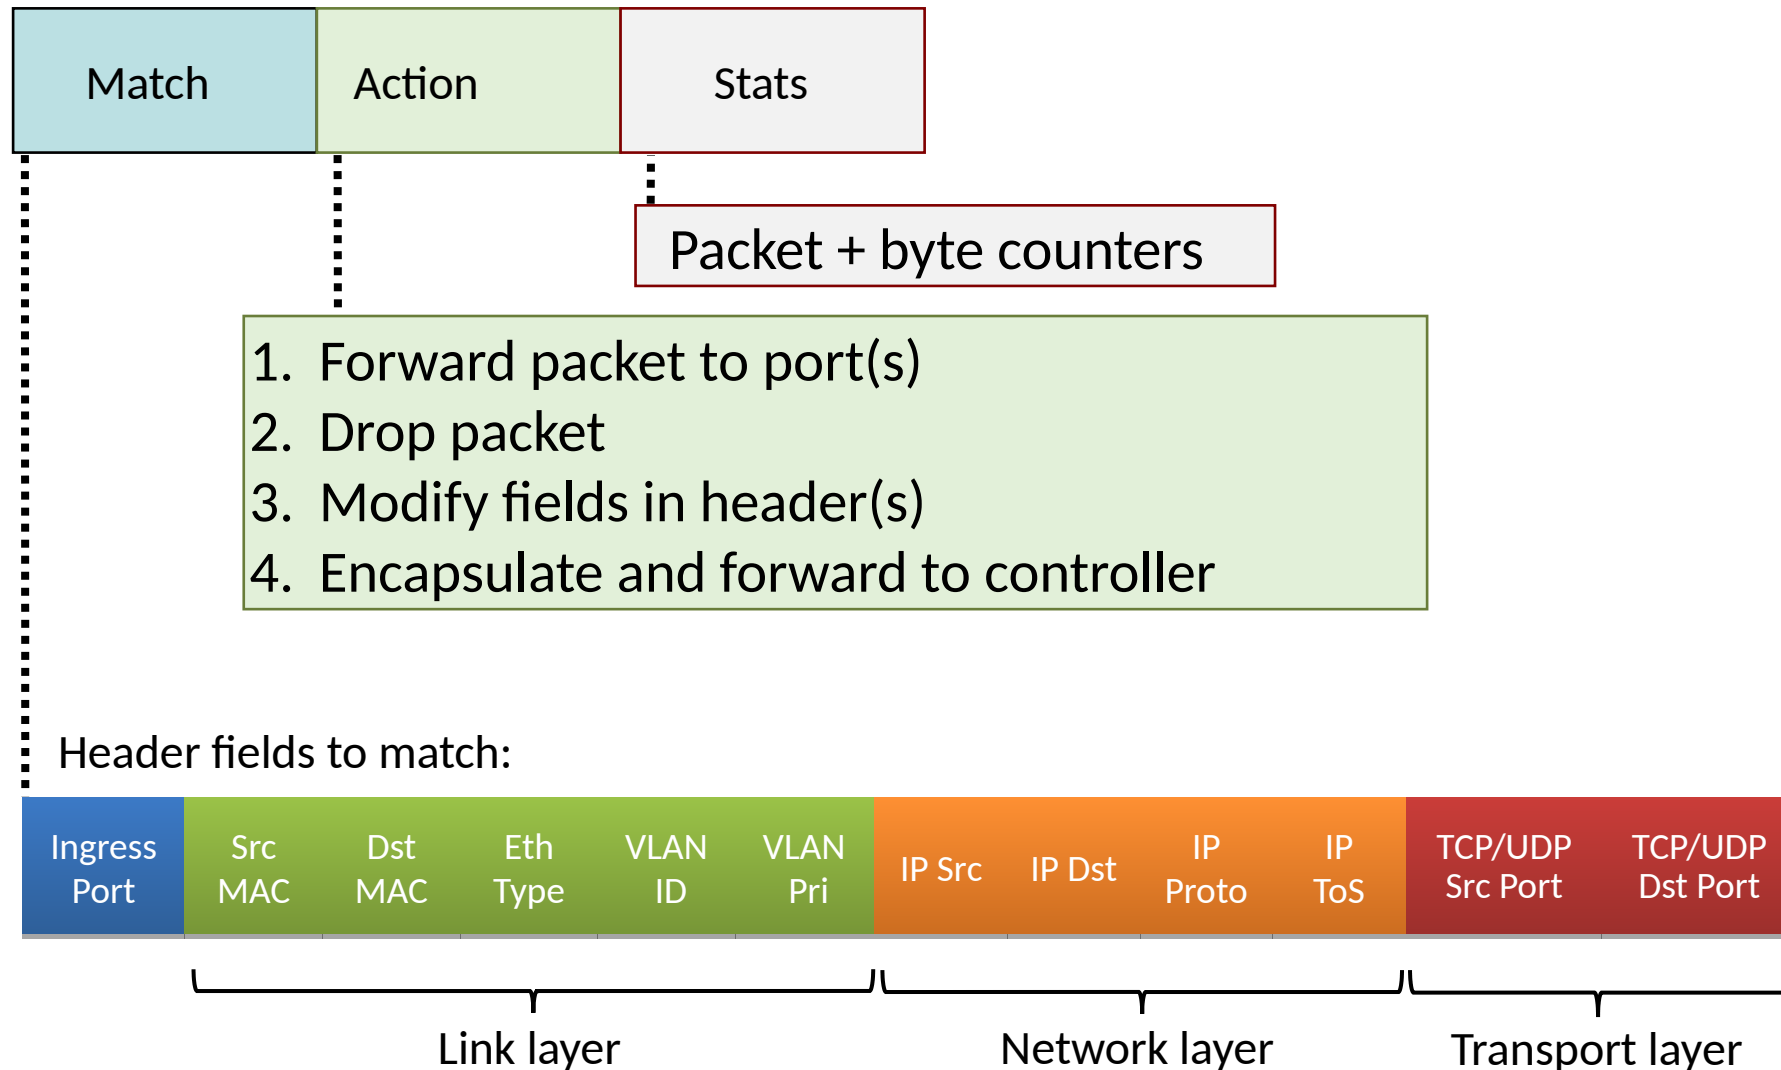 Match
Action
Stats
Packet + byte counters
1. Forward packet to port(s)
2. Drop packet
3. Modify fields in header(s)
4. Encapsulate and forward to controller
Header fields to match:
Ingress
Port
Src
MAC
Dst
MAC
Eth
Type
VLAN
ID
VLAN
Pri
IP Src
IP Dst
IP
Proto
IP
ToS
TCP/UDP
Src Port
TCP/UDP
Dst Port
Link layer
Network layer
Transport layer